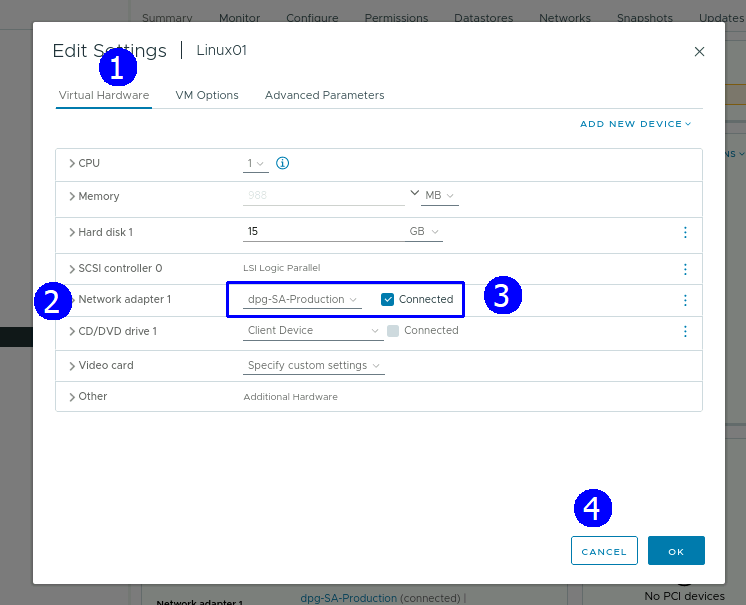 Summary Monitor Configure Permissions Datastores Networks Snapshots Updates
Edit Settings | Linux01
1
Virtual Hardware VM Options Advanced Parameters
ADD NEW DEVICE
CPU 1
Memory 988 MB
Hard disk 1 15 GB
SCSI controller 0 LSI Logic Parallel
2 Network adapter 1 dpg-SA-Production Connected 3
CD/DVD drive 1 Client Device Connected
Video card Specify custom settings
Other Additional Hardware
4
CANCEL OK
Network adapter 1 dpg-SA-Production (connected) |
No PCI devices